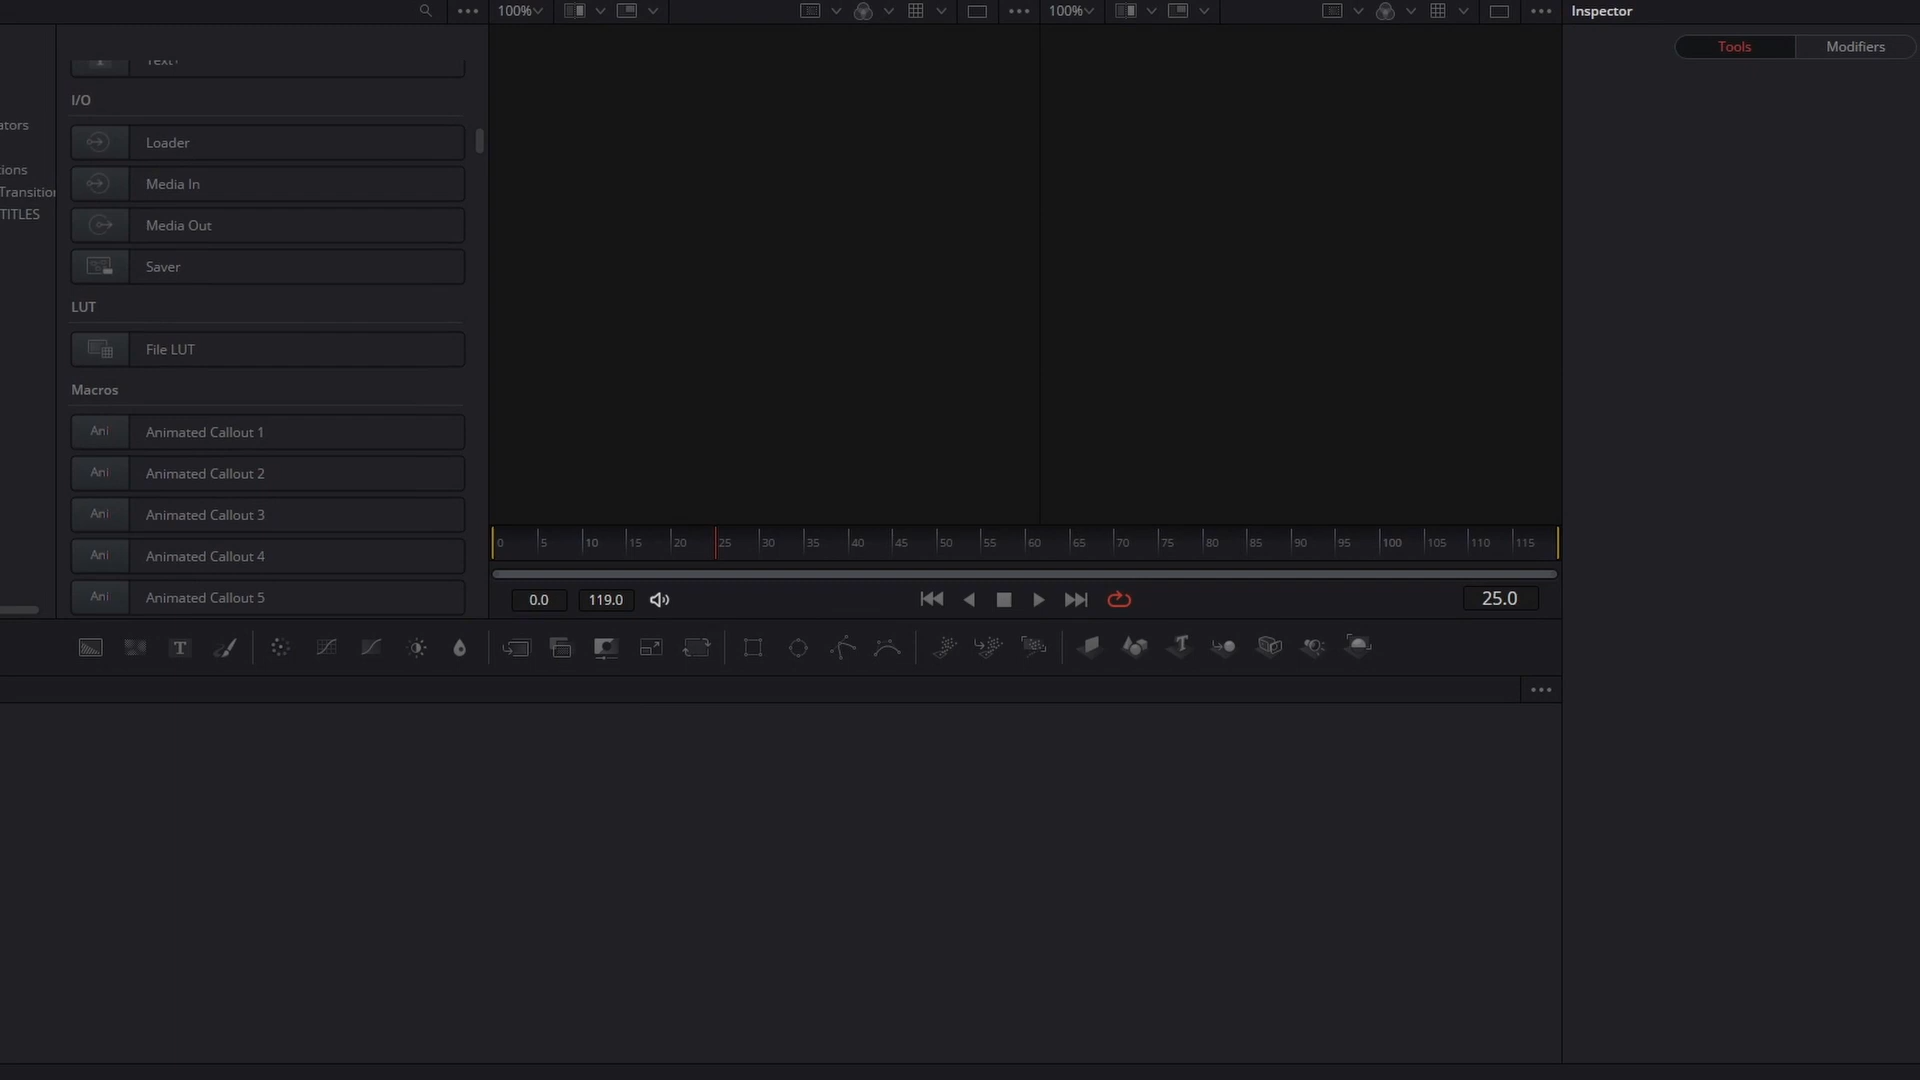 100%
100%
Inspector
Tools
Modifiers
ators
tions
Transition
TITLES
Text+
I/O
Loader
Media In
Media Out
Saver
LUT
File LUT
Macros
Ani Animated Callout 1
Ani Animated Callout 2
Ani Animated Callout 3
Ani Animated Callout 4
Ani Animated Callout 5
0 5 10 15 20 25 30 35 40 45 50 55 60 65 70 75 80 85 90 95 100 105 110 115
0.0 119.0 25.0
T
T